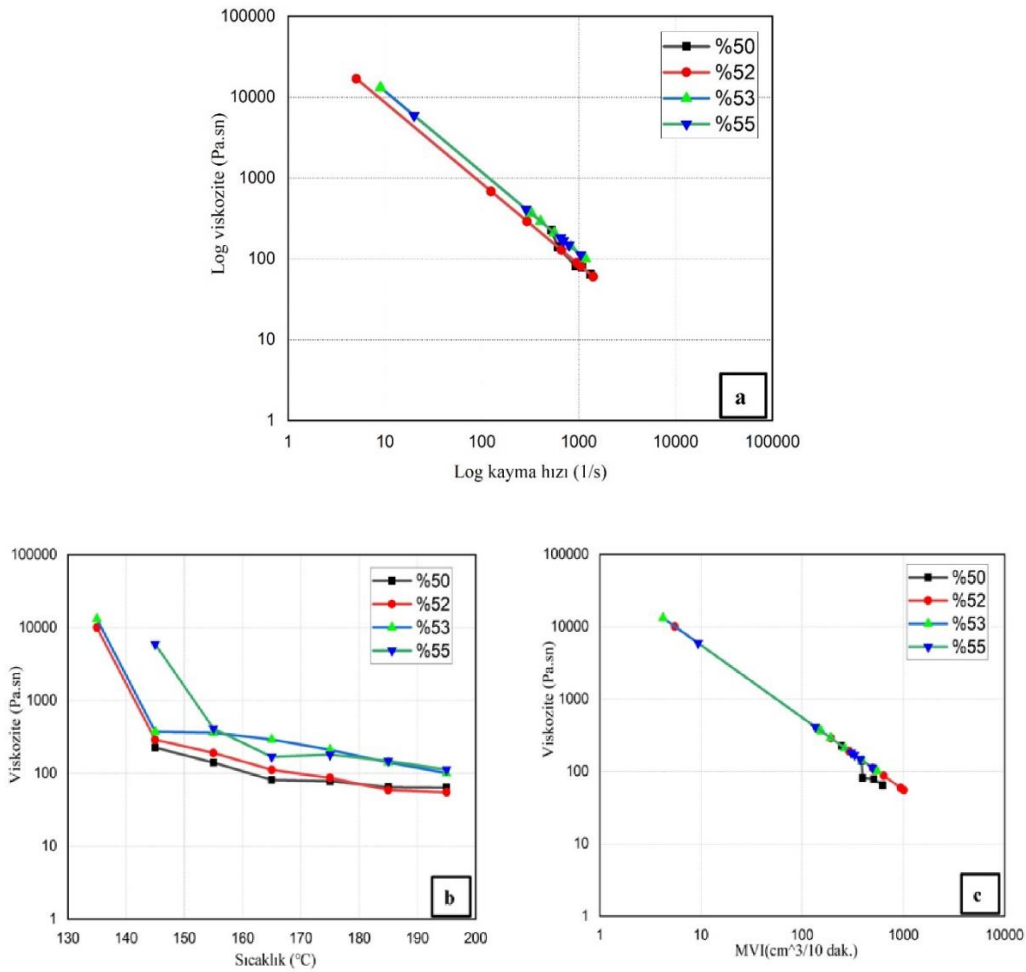 100000
10000
1000
100
10
1
Log viskozite (Pa.sn)
%50
%52
%53
%55
a
1 10 100 1000 10000 100000
Log kayma hızı (1/s)
100000
10000
1000
100
10
1
Viskozite (Pa.sn)
%50
%52
%53
%55
b
130 140 150 160 170 180 190 200
Sıcaklık (°C)
100000
10000
1000
100
10
1
Viskozite (Pa.sn)
%50
%52
%53
%55
c
1 10 100 1000 10000
MVI(cm^3/10 dak.)